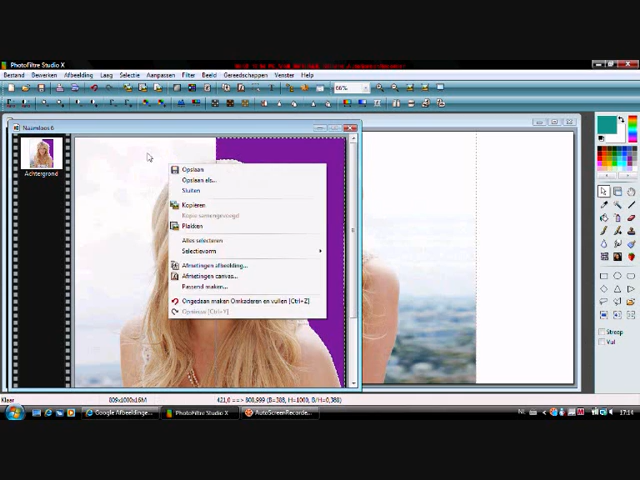 PhotoFiltre Studio X
Bestand Bewerken Afbeelding Laag Selectie Aanpassen Filter Beeld Gereedschappen Venster Help
66%
Naamloos 6
Achtergrond
Opslaan
Opslaan als...
Sluiten
Kopiëren
Kopie samengevoegd
Plakken
Alles selecteren
Selectievorm
Afmetingen afbeelding...
Afmetingen canvas...
Passend maken...
Ongedaan maken Omkaderen en vullen [Ctrl+Z]
Opnieuw [Ctrl+Y]
Streep
Vul
Klaar
809x1000x16M
Google Afbeeldinge...
PhotoFiltre Studio X
AutoScreenRecorde...
NL
17:14